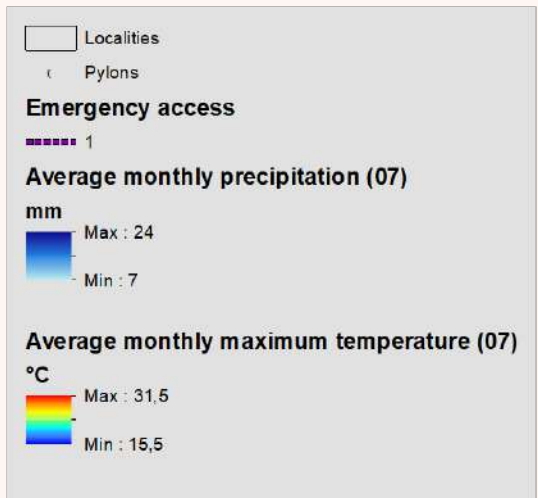 Localities
Pylons
Emergency access
1
Average monthly precipitation (07)
mm
Max : 24
Min : 7
Average monthly maximum temperature (07)
°C
Max : 31,5
Min : 15,5